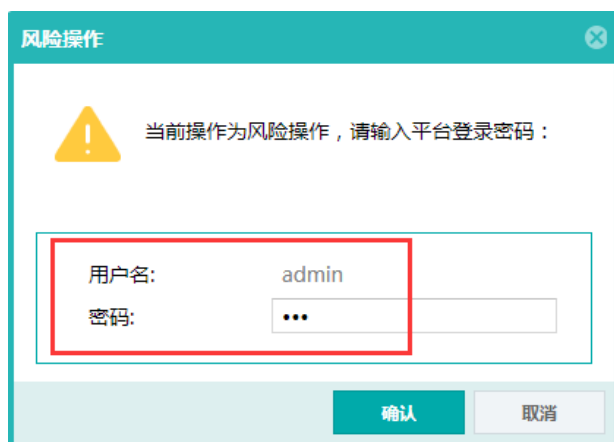 风险操作
当前操作为风险操作，请输入平台登录密码：
用户名: admin
密码: •••
确认 取消